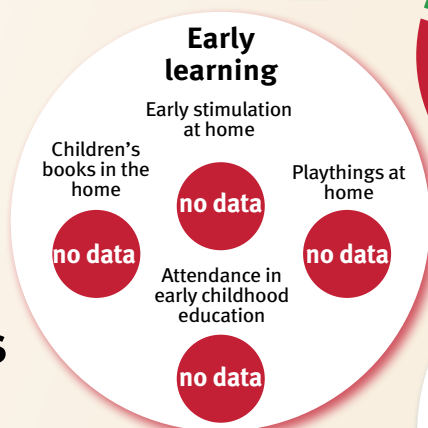 Early
learning
Early stimulation
at home
Children's
books in the
home
Playthings at
home
no data
no data
no data
Attendance in
early childhood
education
no data
s